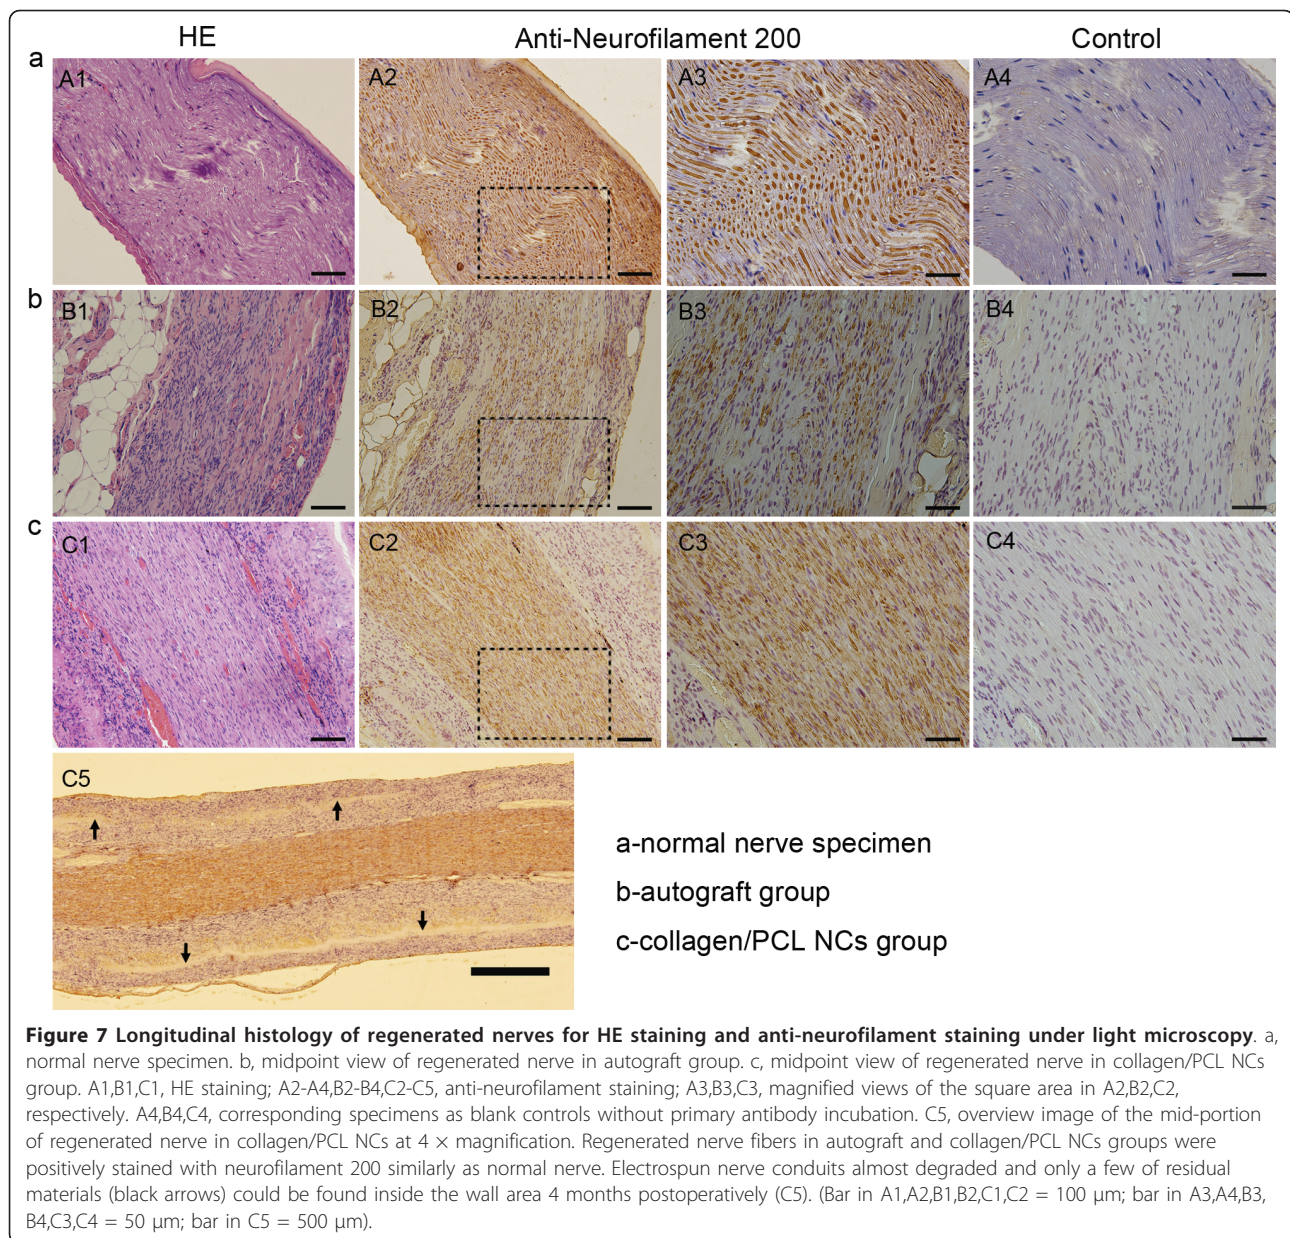 HE
Anti-Neurofilament 200
Control
a
A1
A2
A3
A4
b
B1
B2
B3
B4
c
C1
C2
C3
C4
C5
a-normal nerve specimen
b-autograft group
c-collagen/PCL NCs group
Figure 7 Longitudinal histology of regenerated nerves for HE staining and anti-neurofilament staining under light microscopy. a,
normal nerve specimen. b, midpoint view of regenerated nerve in autograft group. c, midpoint view of regenerated nerve in collagen/PCL NCs
group. A1,B1,C1, HE staining; A2-A4,B2-B4,C2-C5, anti-neurofilament staining; A3,B3,C3, magnified views of the square area in A2,B2,C2,
respectively. A4,B4,C4, corresponding specimens as blank controls without primary antibody incubation. C5, overview image of the mid-portion
of regenerated nerve in collagen/PCL NCs at 4 × magnification. Regenerated nerve fibers in autograft and collagen/PCL NCs groups were
positively stained with neurofilament 200 similarly as normal nerve. Electrospun nerve conduits almost degraded and only a few of residual
materials (black arrows) could be found inside the wall area 4 months postoperatively (C5). (Bar in A1,A2,B1,B2,C1,C2 = 100 μm; bar in A3,A4,B3,
B4,C3,C4 = 50 μm; bar in C5 = 500 μm).